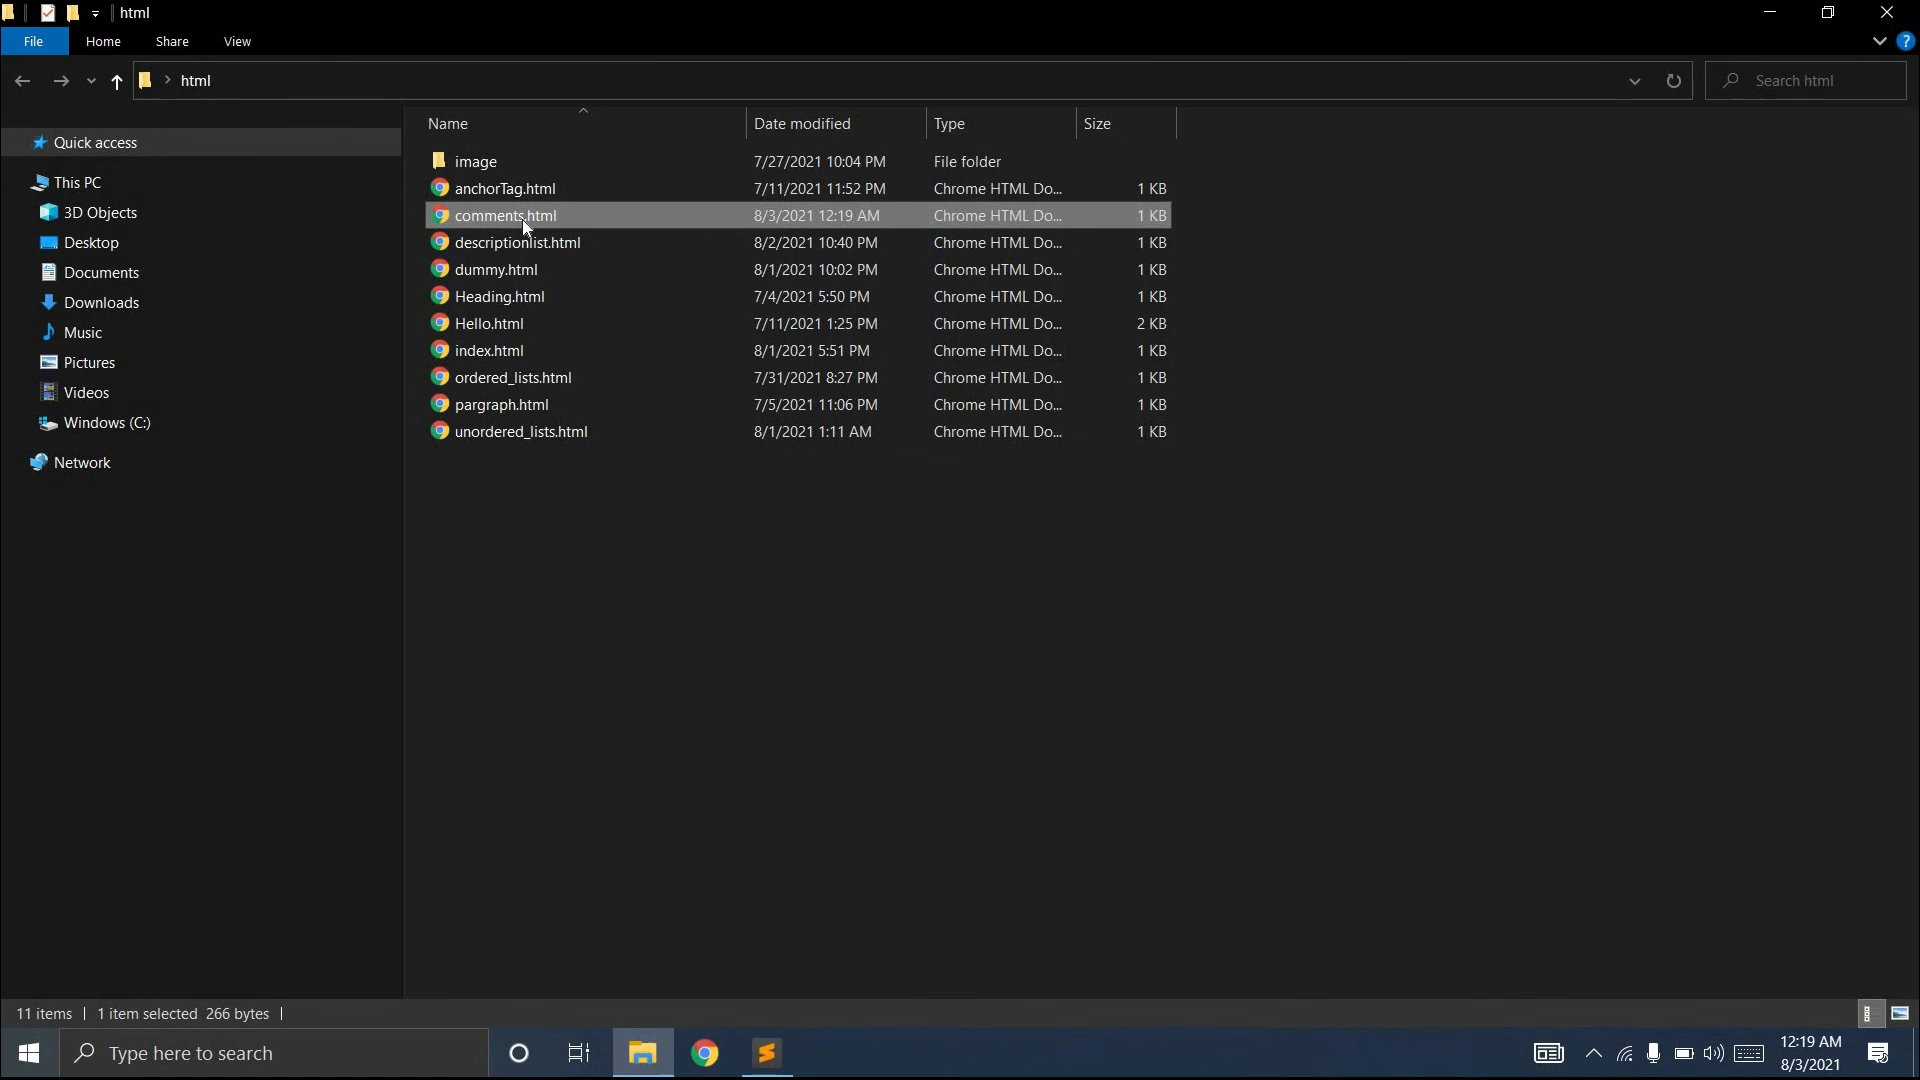 html
File Home Share View
html Search html
Name Date modified Type Size
Quick access
This PC
3D Objects
Desktop
Documents
Downloads
Music
Pictures
Videos
Windows (C:)
Network
image 7/27/2021 10:04 PM File folder
anchorTag.html 7/11/2021 11:52 PM Chrome HTML Do... 1 KB
comments.html 8/3/2021 12:19 AM Chrome HTML Do... 1 KB
descriptionlist.html 8/2/2021 10:40 PM Chrome HTML Do... 1 KB
dummy.html 8/1/2021 10:02 PM Chrome HTML Do... 1 KB
Heading.html 7/4/2021 5:50 PM Chrome HTML Do... 1 KB
Hello.html 7/11/2021 1:25 PM Chrome HTML Do... 2 KB
index.html 8/1/2021 5:51 PM Chrome HTML Do... 1 KB
ordered_lists.html 7/31/2021 8:27 PM Chrome HTML Do... 1 KB
pargraph.html 7/5/2021 11:06 PM Chrome HTML Do... 1 KB
unordered_lists.html 8/1/2021 1:11 AM Chrome HTML Do... 1 KB
11 items 1 item selected 266 bytes
Type here to search
12:19 AM
8/3/2021